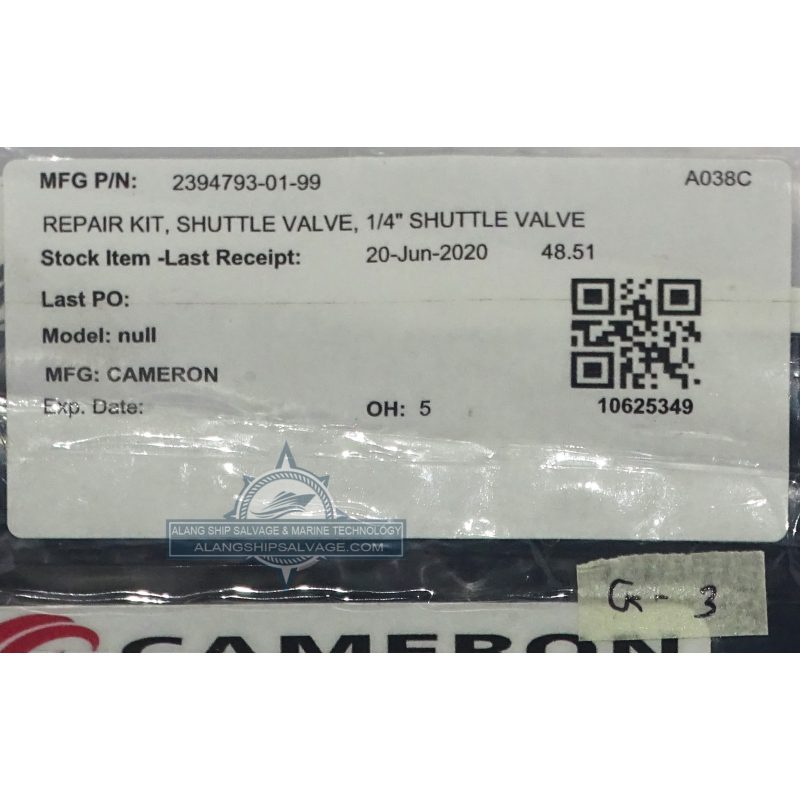 MFG P/N: 2394793-01-99 A038C
REPAIR KIT, SHUTTLE VALVE, 1/4" SHUTTLE VALVE
Stock Item -Last Receipt: 20-Jun-2020 48.51
Last PO:
Model: null
MFG: CAMERON
Exp. Date: OH: 5 10625349
ALANG SHIP SALVAGE & MARINE TECHNOLOGY
ALANGSHIPSALVAGE.COM
G-3
CAMERON